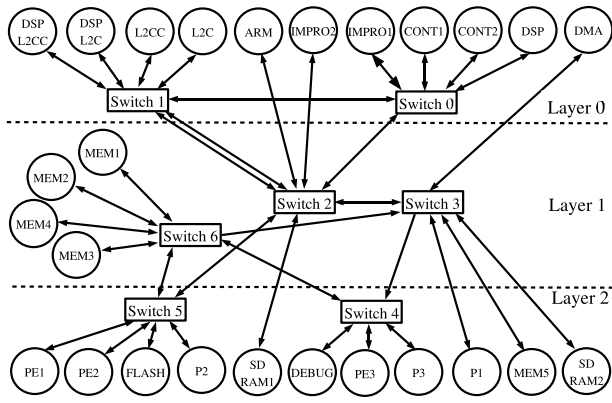 DSP L2CC
DSP L2C
L2CC
L2C
ARM
IMPRO2
IMPRO1
CONT1
CONT2
DSP
DMA
Switch 1
Switch 0
Layer 0
MEM1
MEM2
MEM4
MEM3
Switch 2
Switch 3
Layer 1
Switch 6
Layer 2
Switch 5
Switch 4
PE1
PE2
FLASH
P2
SD RAM1
DEBUG
PE3
P3
P1
MEM5
SD RAM2